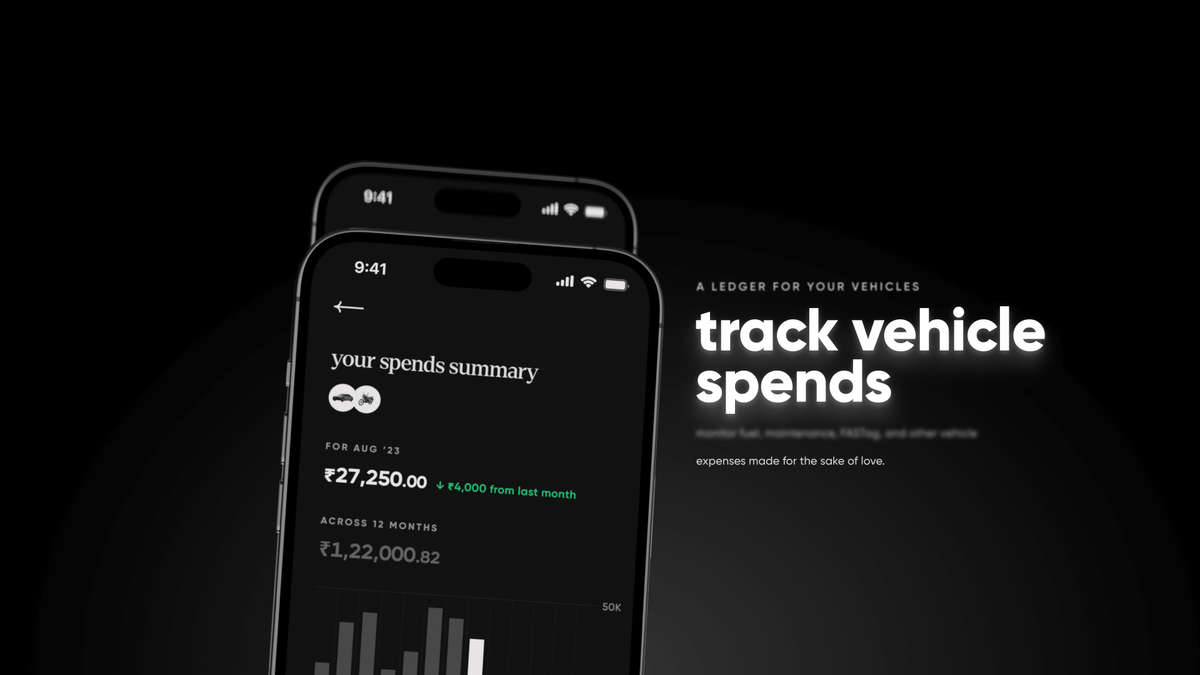 9:41
9:41
your spends summary
FOR AUG '23
₹27,250.00 ↓ ₹4,000 from last month
ACROSS 12 MONTHS
₹1,22,000.82
50K
A LEDGER FOR YOUR VEHICLES
track vehicle
spends
monitor fuel, maintenance, FASTag, and other vehicle
expenses made for the sake of love.